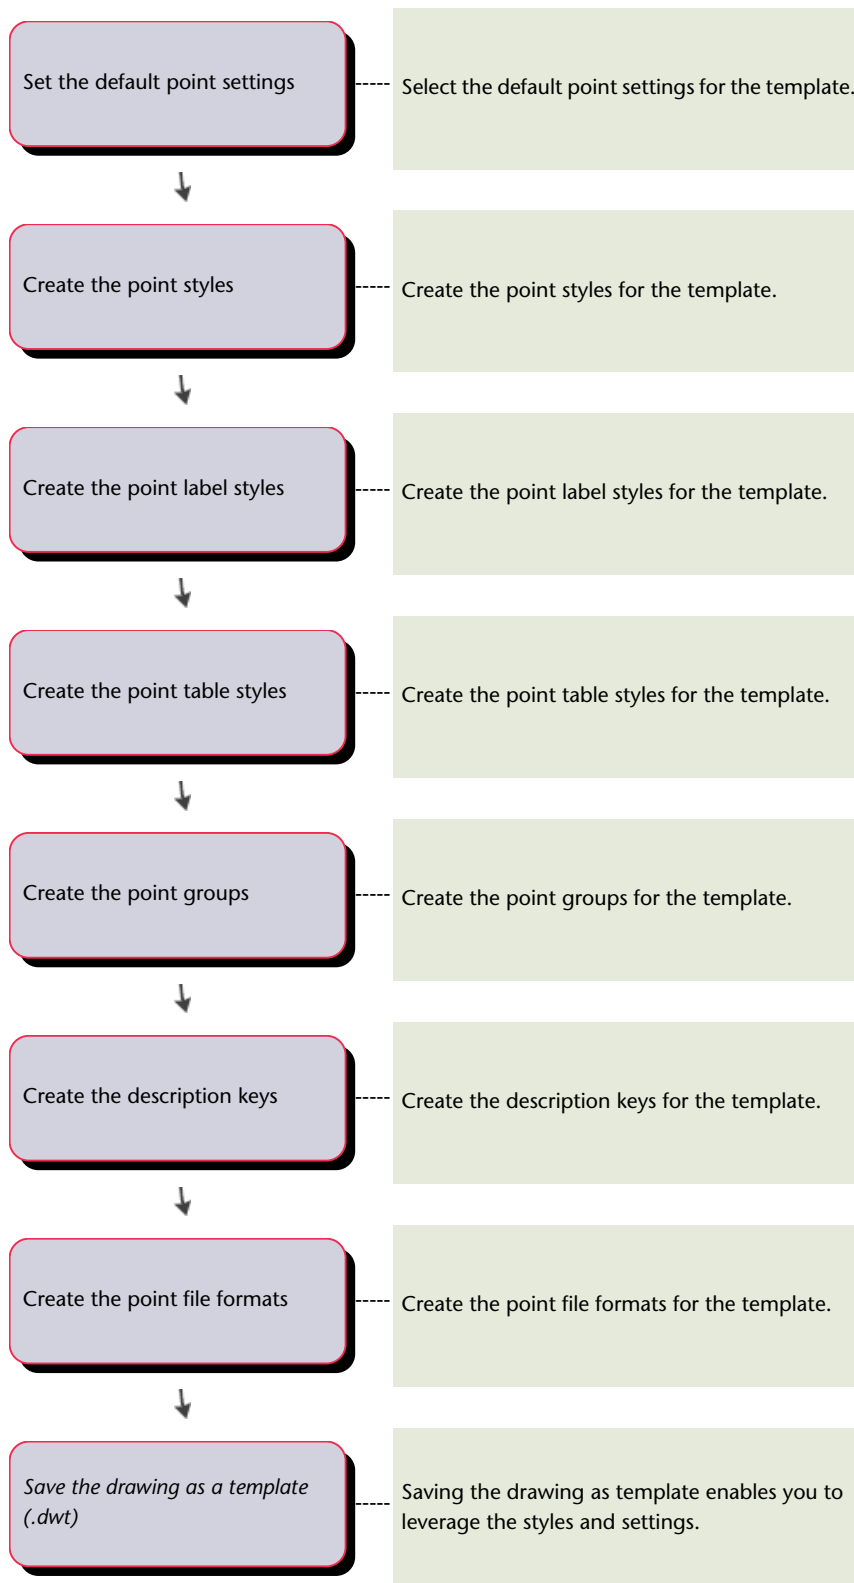 Set the default point settings
Select the default point settings for the template.
Create the point styles
Create the point styles for the template.
Create the point label styles
Create the point label styles for the template.
Create the point table styles
Create the point table styles for the template.
Create the point groups
Create the point groups for the template.
Create the description keys
Create the description keys for the template.
Create the point file formats
Create the point file formats for the template.
Save the drawing as a template
(.dwt)
Saving the drawing as template enables you to
leverage the styles and settings.